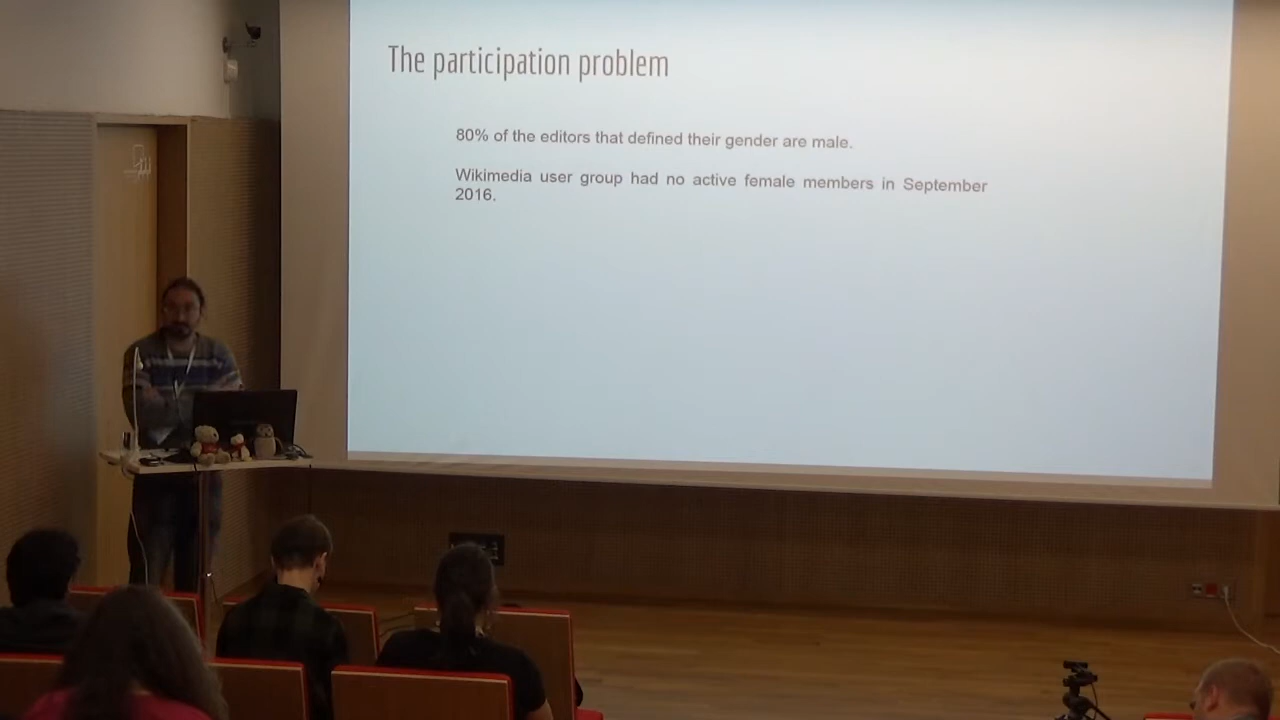 The participation problem
80% of the editors that defined their gender are male.
Wikimedia user group had no active female members in September
2016.